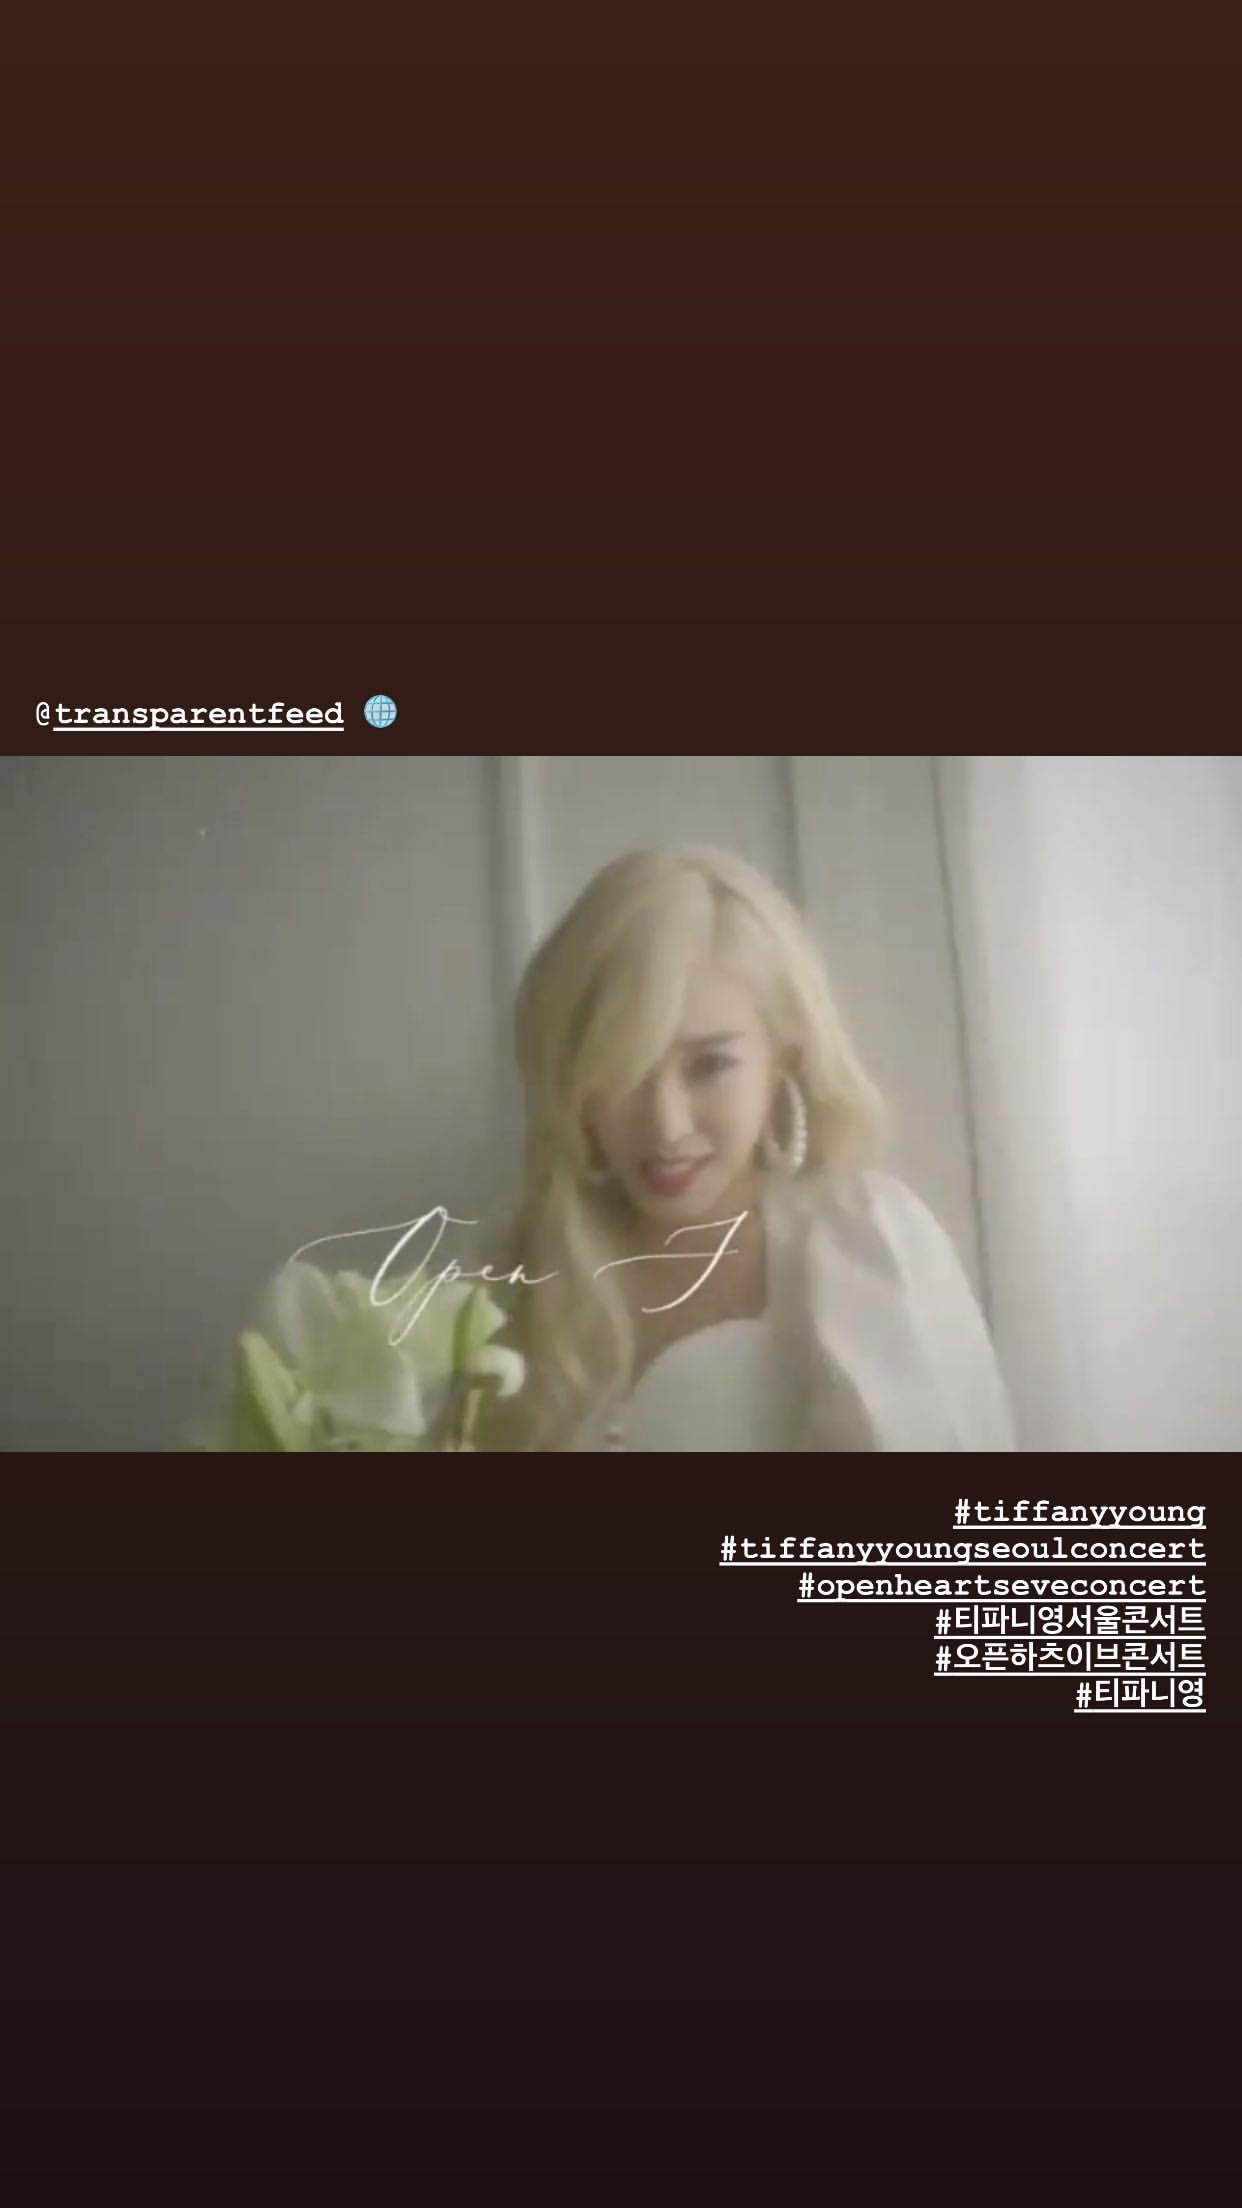 @transparentfeed 🌐
Open
#tiffanyyoung
#tiffanyyoungseoulconcert
#openheartseveconcert
#티파니영서울콘서트
#오픈하츠이브콘서트
#티파니영